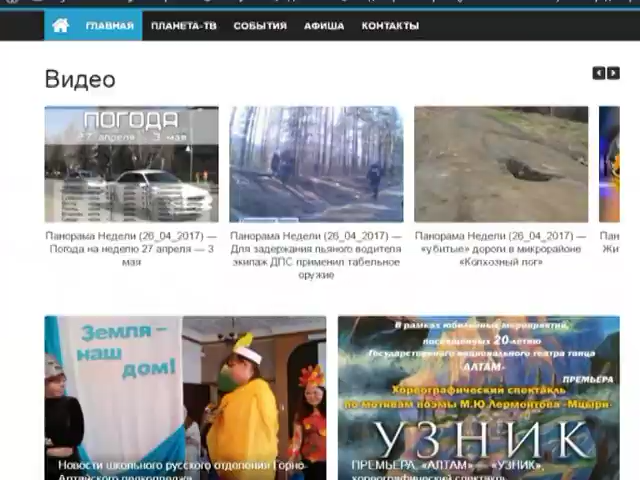 ГЛАВНАЯ ПЛАНЕТА-ТВ СОБЫТИЯ АФИША КОНТАКТЫ
Видео
ПОГОДА
27 апреля - 3 мая
Панорама Недели (26_04_2017) —
Погода на неделю 27 апреля — 3
мая
Панорама Недели (26_04_2017) —
Для задержания пьяного водителя
экипаж ДПС применил табельное
оружие
Панорама Недели (26_04_2017) —
«убитые» дороги в микрорайоне
«Колхозный лог»
Пан
Жит
Земля –
наш
дом!
Новости школьного русского отделения Горно-
Алтайского педколледжа
В рамках юбилейных мероприятий,
посвященных 20-летию
Государственного национального театра танца
"АЛТАМ"
ПРЕМЬЕРА
Хореографический спектакль
по мотивам поэмы М.Ю.Лермонтова «Мцыри»
УЗНИК
ПРЕМЬЕРА. «АЛТАМ» — «УЗНИК»,
хореографический спектакль